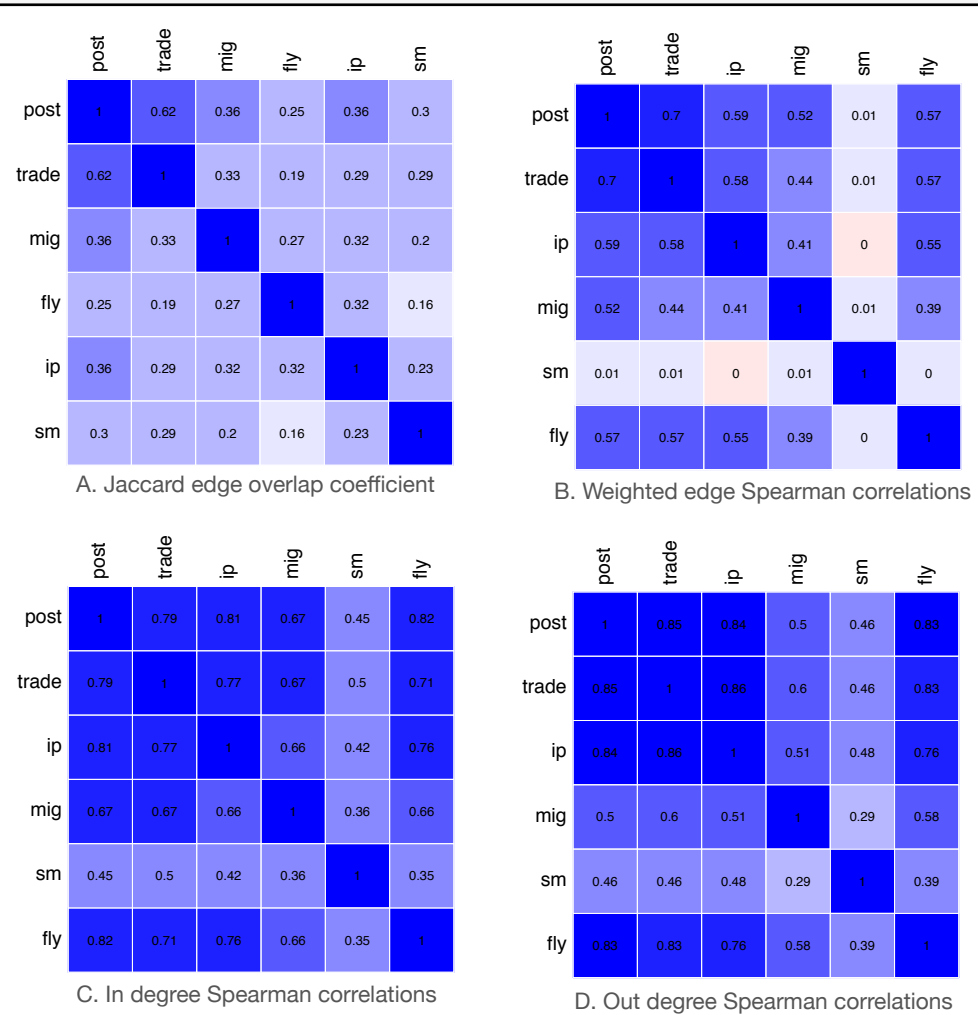 post trade mig fly ip sm
post 1 0.62 0.36 0.25 0.36 0.3
trade 0.62 1 0.33 0.19 0.29 0.29
mig 0.36 0.33 1 0.27 0.32 0.2
fly 0.25 0.19 0.27 1 0.32 0.16
ip 0.36 0.29 0.32 0.32 1 0.23
sm 0.3 0.29 0.2 0.16 0.23 1
A. Jaccard edge overlap coefficient
post trade ip mig sm fly
post 1 0.7 0.59 0.52 0.01 0.57
trade 0.7 1 0.58 0.44 0.01 0.57
ip 0.59 0.58 1 0.41 0 0.55
mig 0.52 0.44 0.41 1 0.01 0.39
sm 0.01 0.01 0 0.01 1 0
fly 0.57 0.57 0.55 0.39 0 1
B. Weighted edge Spearman correlations
post trade ip mig sm fly
post 1 0.79 0.81 0.67 0.45 0.82
trade 0.79 1 0.77 0.67 0.5 0.71
ip 0.81 0.77 1 0.66 0.42 0.76
mig 0.67 0.67 0.66 1 0.36 0.66
sm 0.45 0.5 0.42 0.36 1 0.35
fly 0.82 0.71 0.76 0.66 0.35 1
C. In degree Spearman correlations
post trade ip mig sm fly
post 1 0.85 0.84 0.5 0.46 0.83
trade 0.85 1 0.86 0.6 0.46 0.83
ip 0.84 0.86 1 0.51 0.48 0.76
mig 0.5 0.6 0.51 1 0.29 0.58
sm 0.46 0.46 0.48 0.29 1 0.39
fly 0.83 0.83 0.76 0.58 0.39 1
D. Out degree Spearman correlations